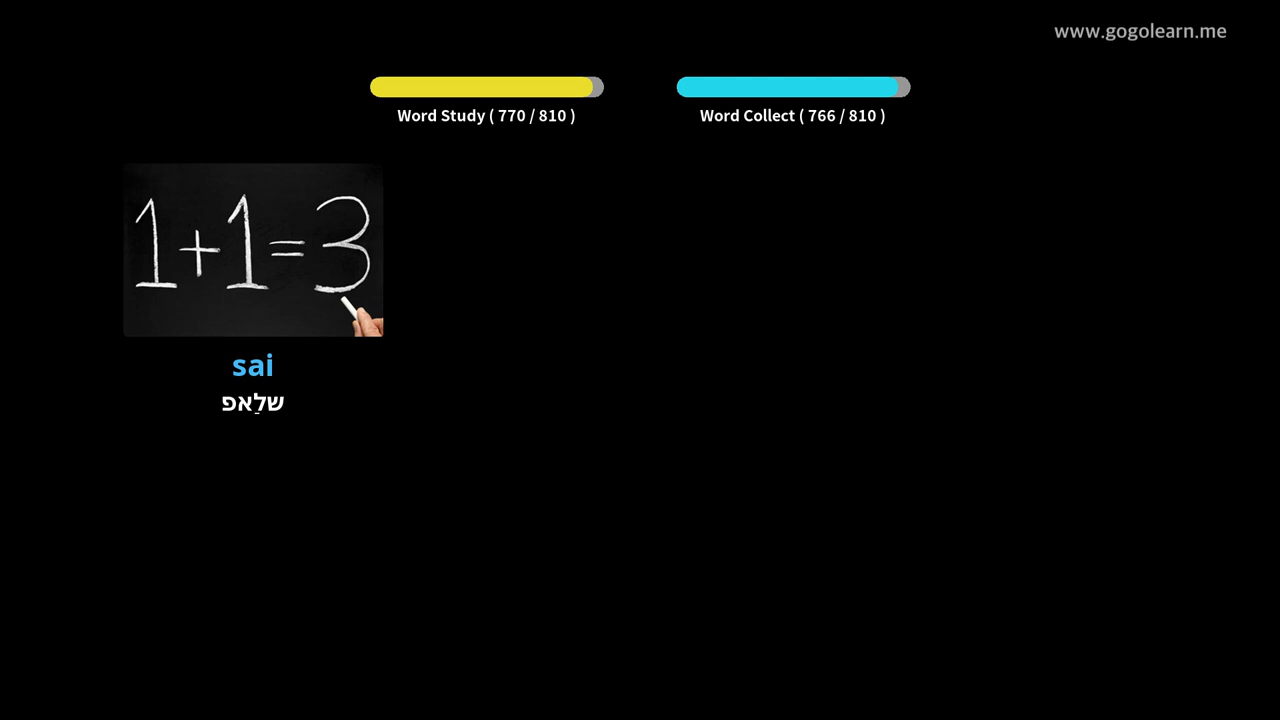 www.gogolearn.me
Word Study ( 770 / 810 )
Word Collect ( 766 / 810 )
1+1=3
sai
שלַאפּ